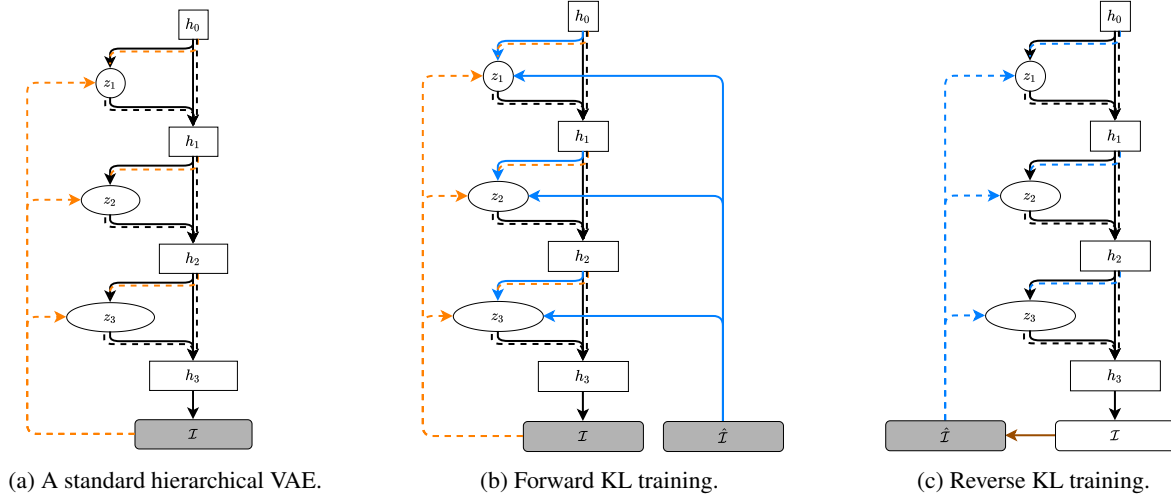 h₀
z₁
h₁
z₂
h₂
z₃
h₃
𝓘
(a) A standard hierarchical VAE.
h₀
z₁
h₁
z₂
h₂
z₃
h₃
𝓘 𝓘̂
(b) Forward KL training.
h₀
z₁
h₁
z₂
h₂
z₃
h₃
𝓘̂ 𝓘
(c) Reverse KL training.